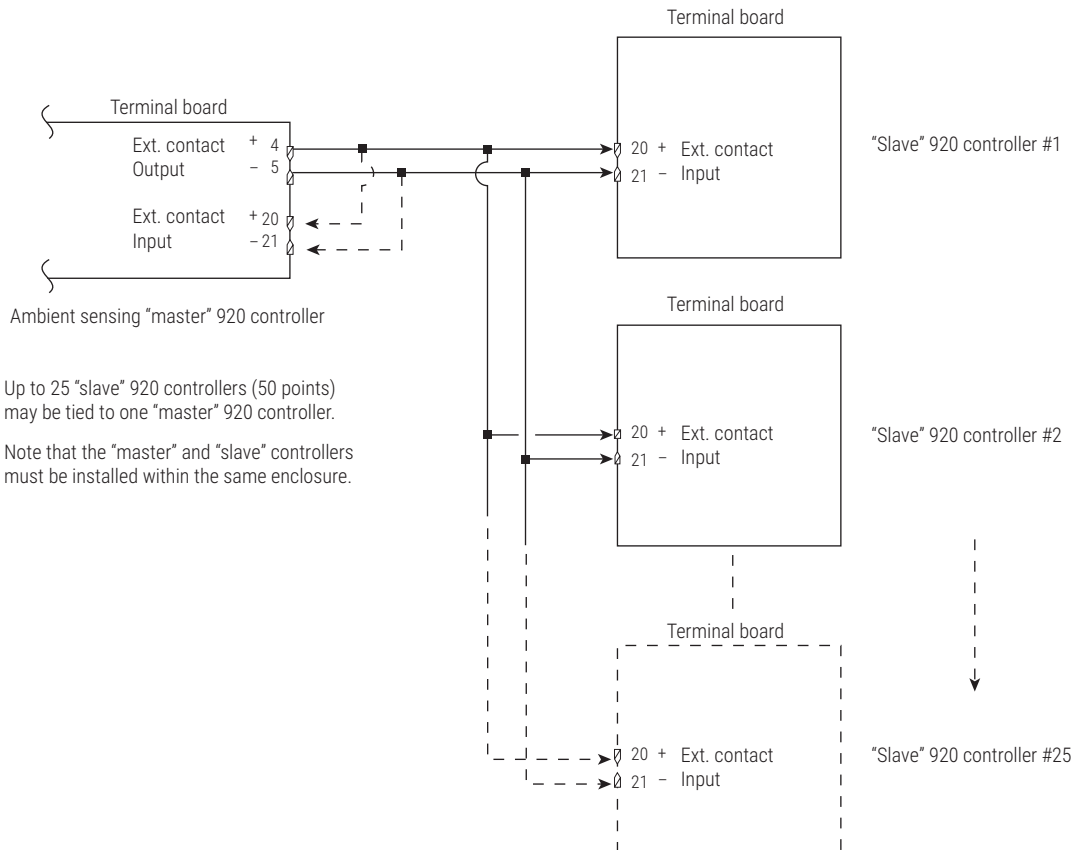 Terminal board
Terminal board
Ext. contact + 4
Output – 5
Ext. contact +20
Input –21
Ambient sensing "master" 920 controller
20 + Ext. contact
21 – Input
"Slave" 920 controller #1
Up to 25 "slave" 920 controllers (50 points)
may be tied to one "master" 920 controller.
Note that the "master" and "slave" controllers
must be installed within the same enclosure.
Terminal board
20 + Ext. contact
21 – Input
"Slave" 920 controller #2
Terminal board
20 + Ext. contact
21 – Input
"Slave" 920 controller #25